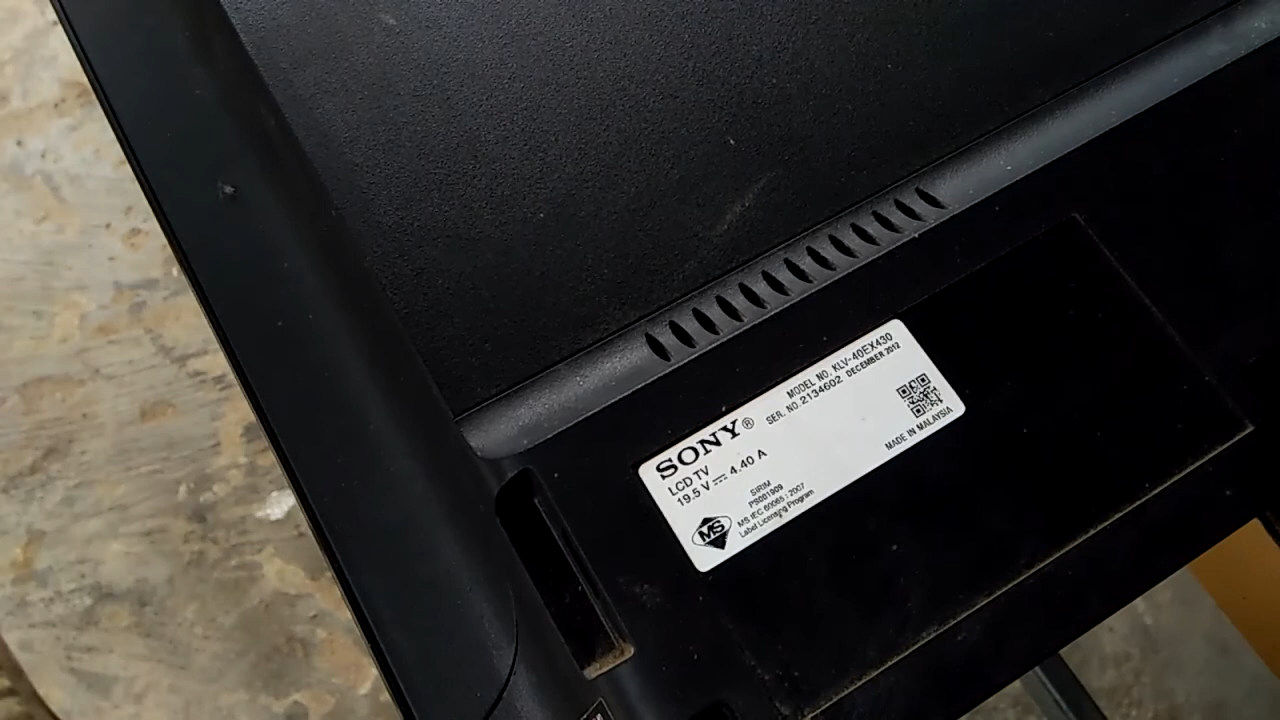 SONY®
MODEL NO. KLV-40EX430
SER. NO. 2134602 DECEMBER 2012
LCD TV
19.5 V ⎓ 4.40 A
MADE IN MALAYSIA
MS
SIRIM
PS001909
MS IEC 60065 : 2007
Label Licensing Program